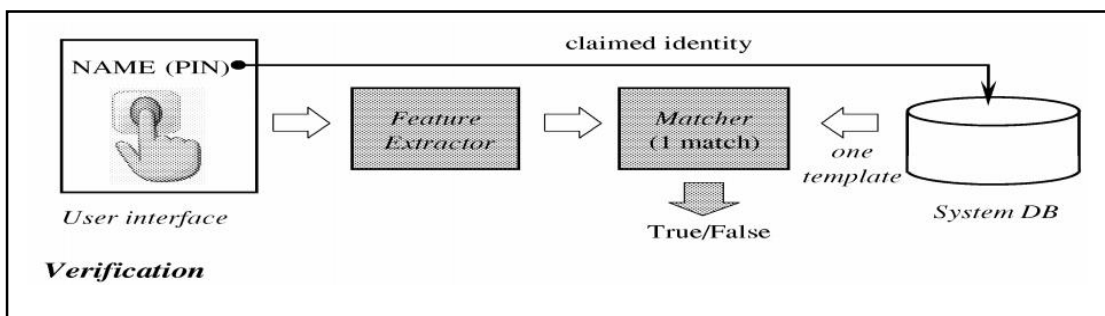 claimed identity
NAME (PIN)
Feature
Extractor
Matcher
(1 match)
one
template
User interface
True/False
System DB
Verification